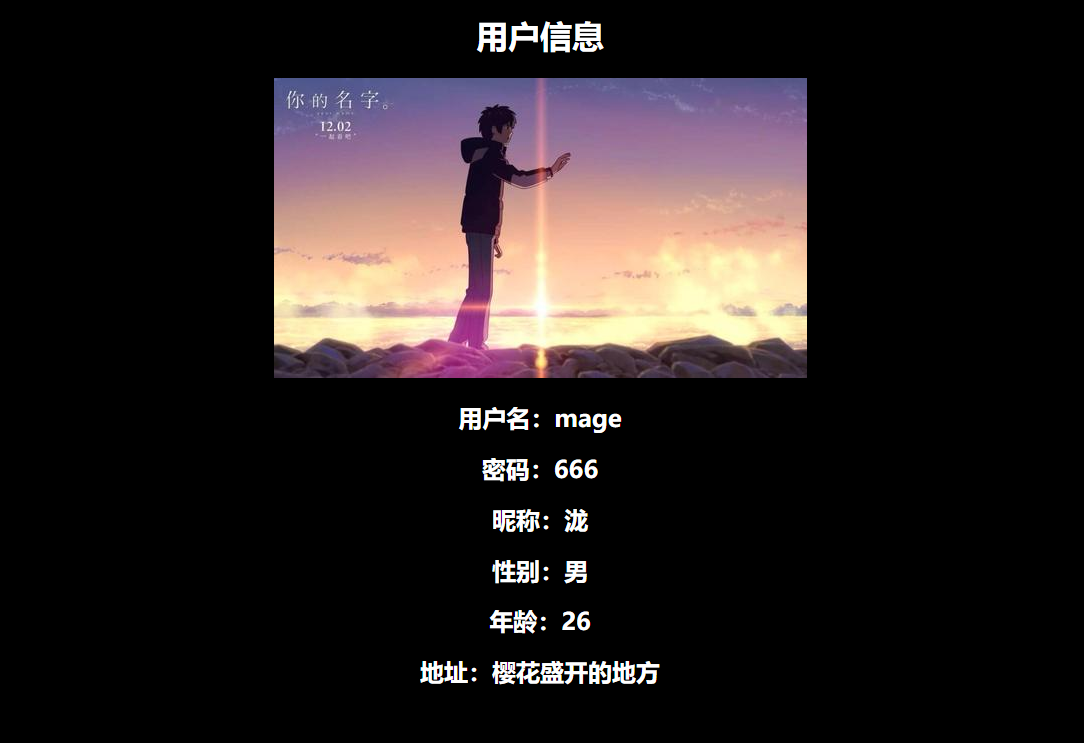 用户信息
你的名字。
12.02
用户名：mage
密码：666
昵称：泷
性别：男
年龄：26
地址：樱花盛开的地方